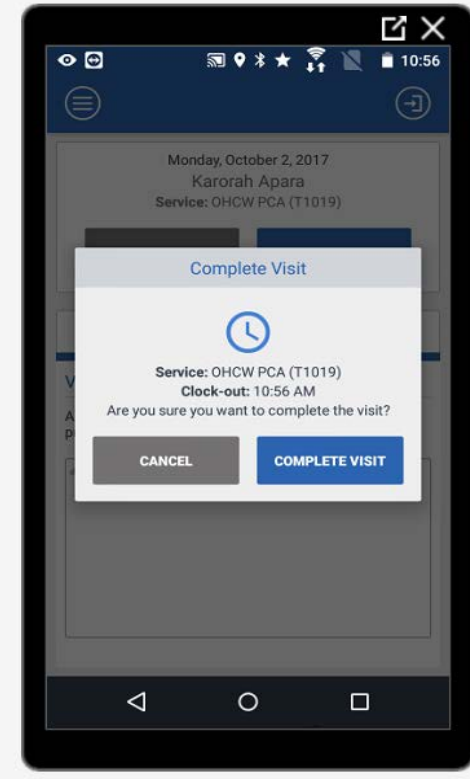 10:56
Monday, October 2, 2017
Karorah Apara
Service: OHCW PCA (T1019)
Complete Visit
Service: OHCW PCA (T1019)
Clock-out: 10:56 AM
Are you sure you want to complete the visit?
CANCEL
COMPLETE VISIT